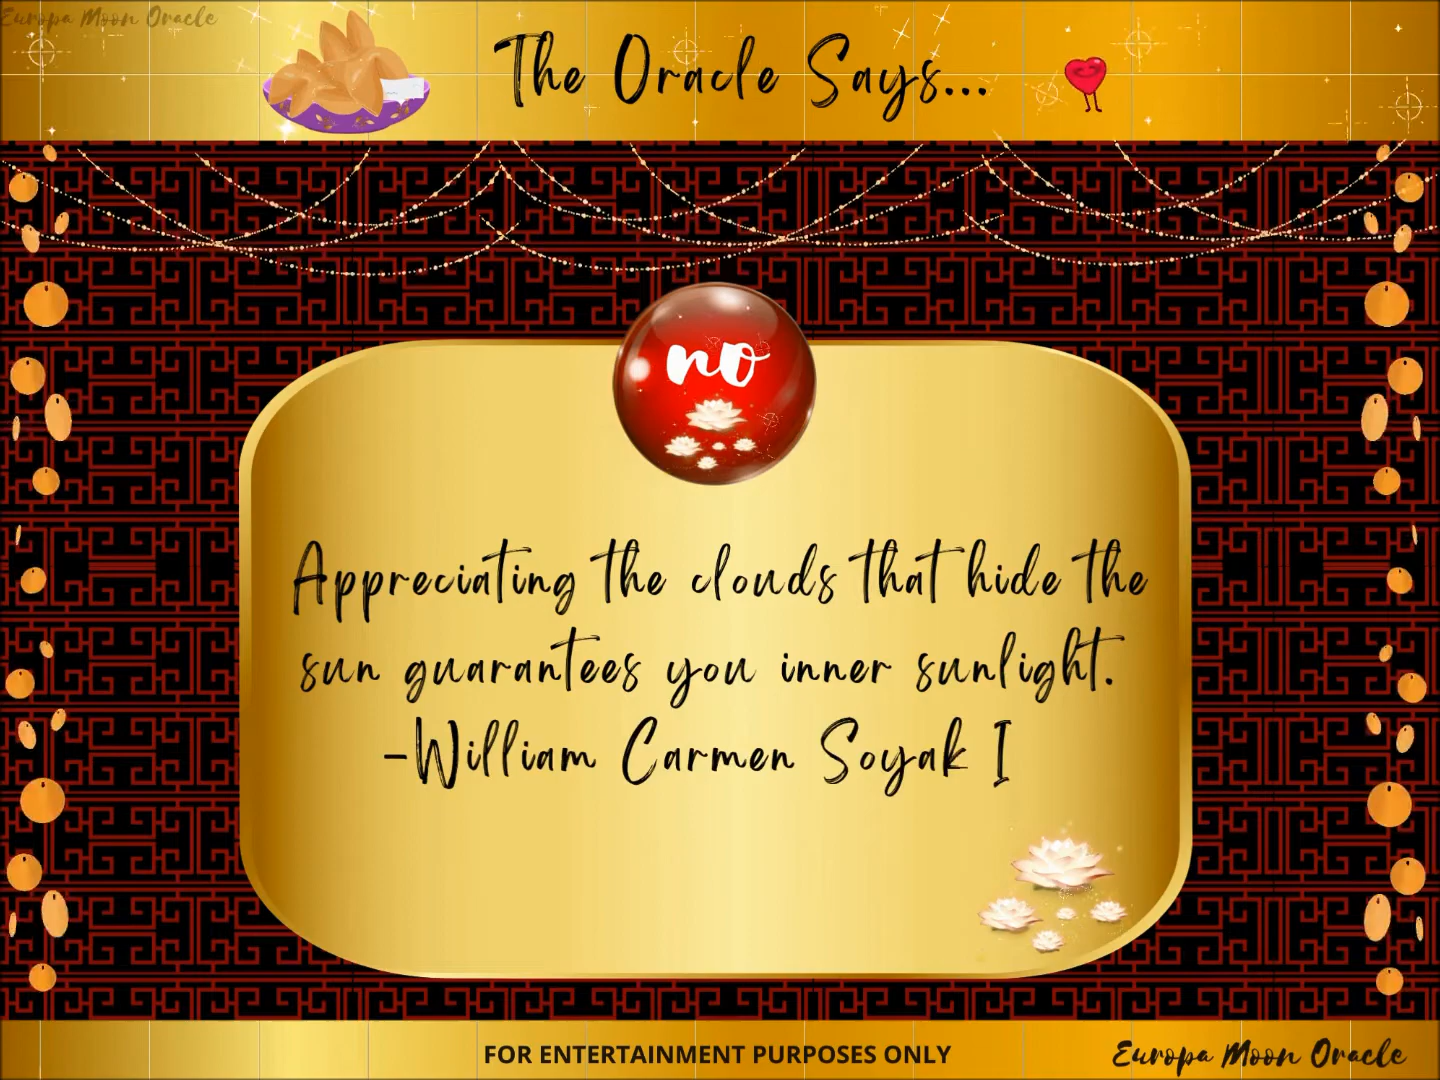 Europa Moon Oracle
The Oracle Says...
no
Appreciating the clouds that hide the
sun guarantees you inner sunlight.
-William Carmen Soyak I
FOR ENTERTAINMENT PURPOSES ONLY
Europa Moon Oracle